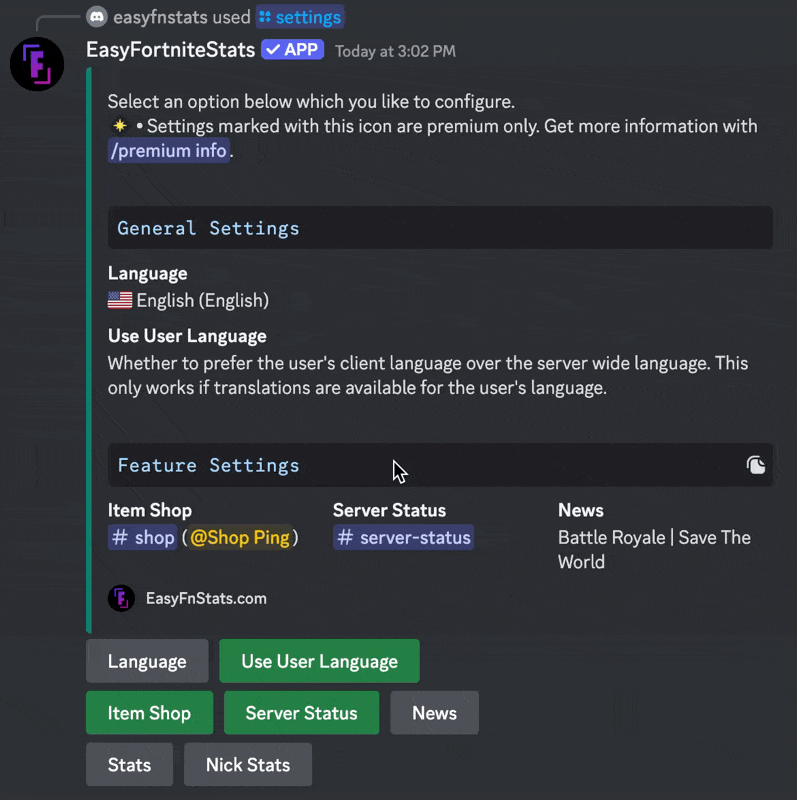 easyfnstats used settings
EasyFortniteStats APP Today at 3:02 PM
Select an option below which you like to configure.
• Settings marked with this icon are premium only. Get more information with
/premium info.
General Settings
Language
English (English)
Use User Language
Whether to prefer the user's client language over the server wide language. This
only works if translations are available for the user's language.
Feature Settings
Item Shop Server Status News
# shop (@Shop Ping) # server-status Battle Royale | Save The
World
EasyFnStats.com
Language Use User Language
Item Shop Server Status News
Stats Nick Stats